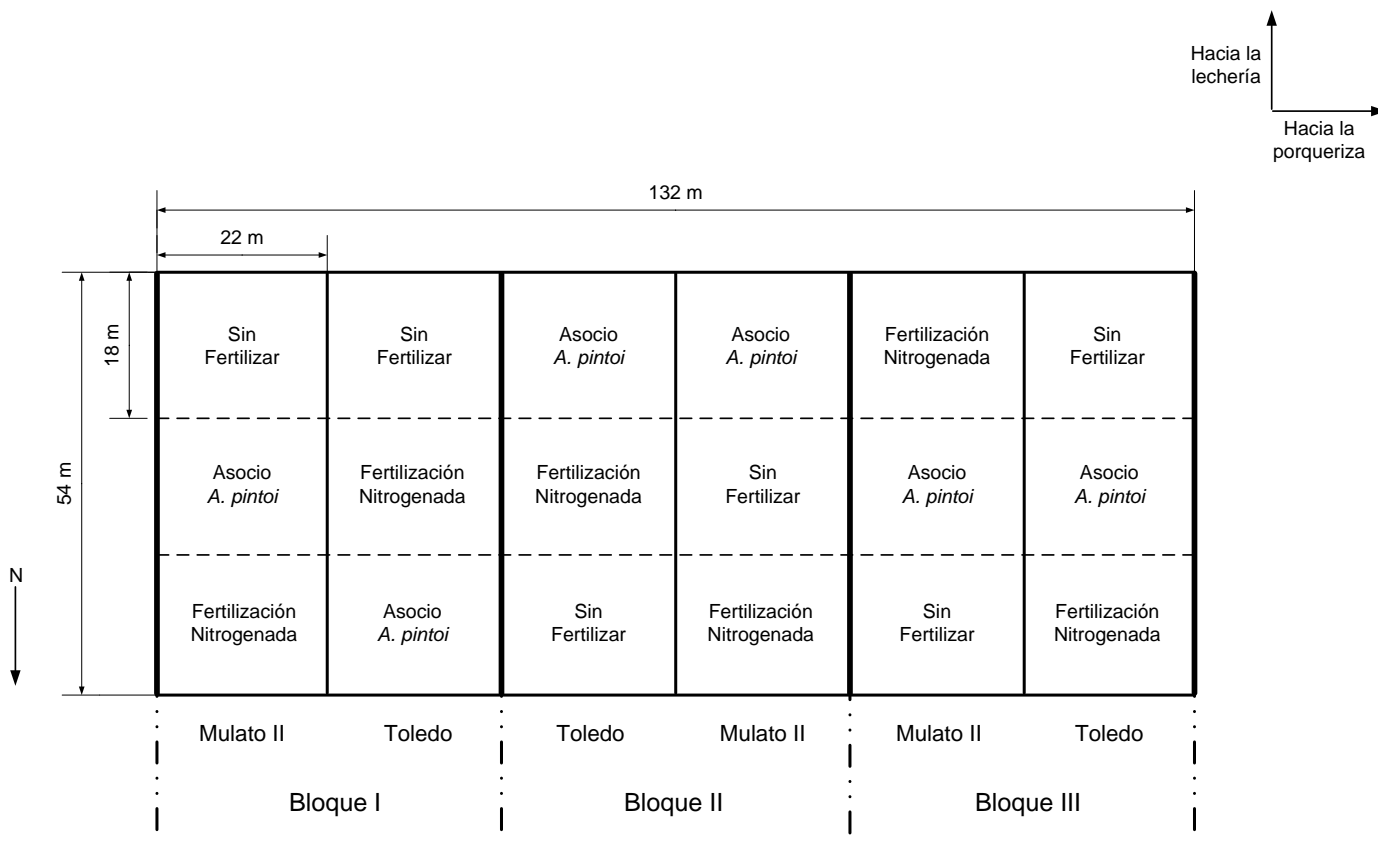 Hacia la
lechería
Hacia la
porqueriza
132 m
22 m
18 m
54 m
N
Sin
Fertilizar
Sin
Fertilizar
Asocio
A. pintoi
Asocio
A. pintoi
Fertilización
Nitrogenada
Sin
Fertilizar
Asocio
A. pintoi
Fertilización
Nitrogenada
Fertilización
Nitrogenada
Sin
Fertilizar
Asocio
A. pintoi
Asocio
A. pintoi
Fertilización
Nitrogenada
Asocio
A. pintoi
Sin
Fertilizar
Fertilización
Nitrogenada
Sin
Fertilizar
Fertilización
Nitrogenada
Mulato II
Toledo
Toledo
Mulato II
Mulato II
Toledo
Bloque I
Bloque II
Bloque III